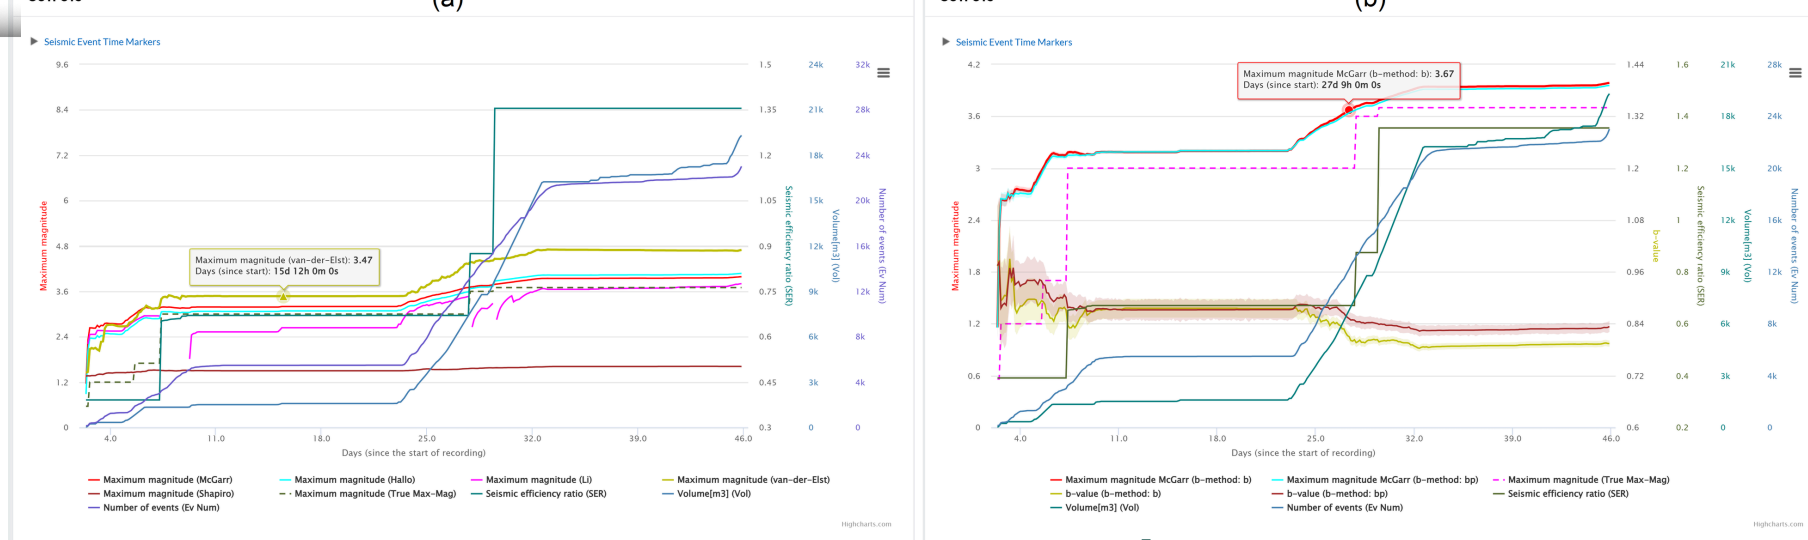 (a)
Seismic Event Time Markers
9.6 1.5 24k 32k
8.4 1.35 21k 28k
7.2 1.2 18k 24k
6 1.05 15k 20k
4.8 0.9 12k 16k
3.6 0.75 9k 12k
2.4 0.6 6k 8k
1.2 0.45 3k 4k
0 0.3 0 0
Maximum magnitude
Seismic efficiency ratio (SER)
Volume[m3] (Vol)
Number of events (Ev Num)
Maximum magnitude (van-der-Elst): 3.47
Days (since start): 15d 12h 0m 0s
4.0 11.0 18.0 25.0 32.0 39.0 46.0
Days (since the start of recording)
Maximum magnitude (McGarr) Maximum magnitude (Hallo) Maximum magnitude (Li) Maximum magnitude (van-der-Elst)
Maximum magnitude (Shapiro) Maximum magnitude (True Max-Mag) Seismic efficiency ratio (SER) Volume[m3] (Vol)
Number of events (Ev Num)
Highcharts.com
(b)
Seismic Event Time Markers
4.2 1.44 1.6 21k 28k
3.6 1.32 1.4 18k 24k
3 1.2 1.2 15k 20k
2.4 1.08 1 12k 16k
1.8 0.96 0.8 9k 12k
1.2 0.84 0.6 6k 8k
0.6 0.72 0.4 3k 4k
0 0.6 0.2 0 0
Maximum magnitude
b-value
Seismic efficiency ratio (SER)
Volume[m3] (Vol)
Number of events (Ev Num)
Maximum magnitude McGarr (b-method: b): 3.67
Days (since start): 27d 9h 0m 0s
4.0 11.0 18.0 25.0 32.0 39.0 46.0
Days (since the start of recording)
Maximum magnitude McGarr (b-method: b) Maximum magnitude McGarr (b-method: bp) Maximum magnitude (True Max-Mag)
b-value (b-method: b) b-value (b-method: bp) Seismic efficiency ratio (SER)
Volume[m3] (Vol) Number of events (Ev Num)
Highcharts.com